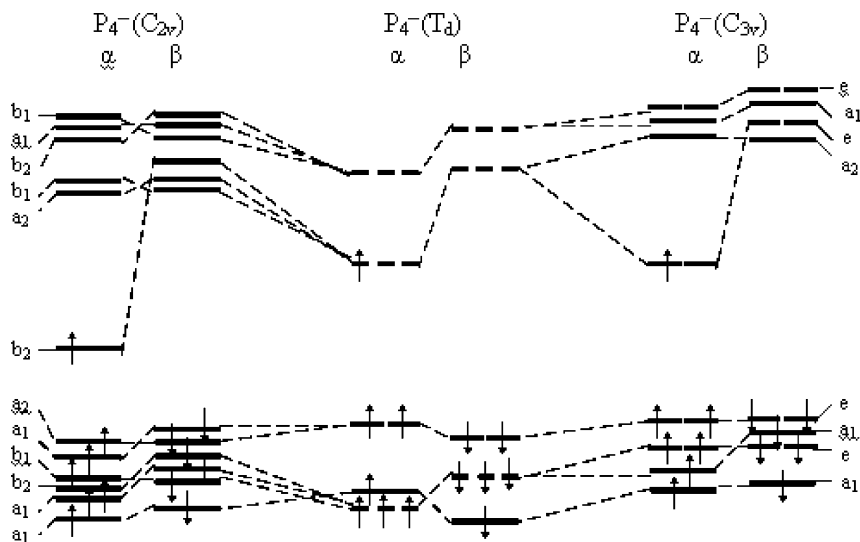 P₄⁻(C₂ᵥ) P₄⁻(T_d) P₄⁻(C₃ᵥ)
α β α β α β
b₁
a₁
b₂
b₁
a₂
b₂
a₂
a₁
b₁
b₂
a₁
a₁
e
a₁
e
a₂
e
a₁
e
a₁